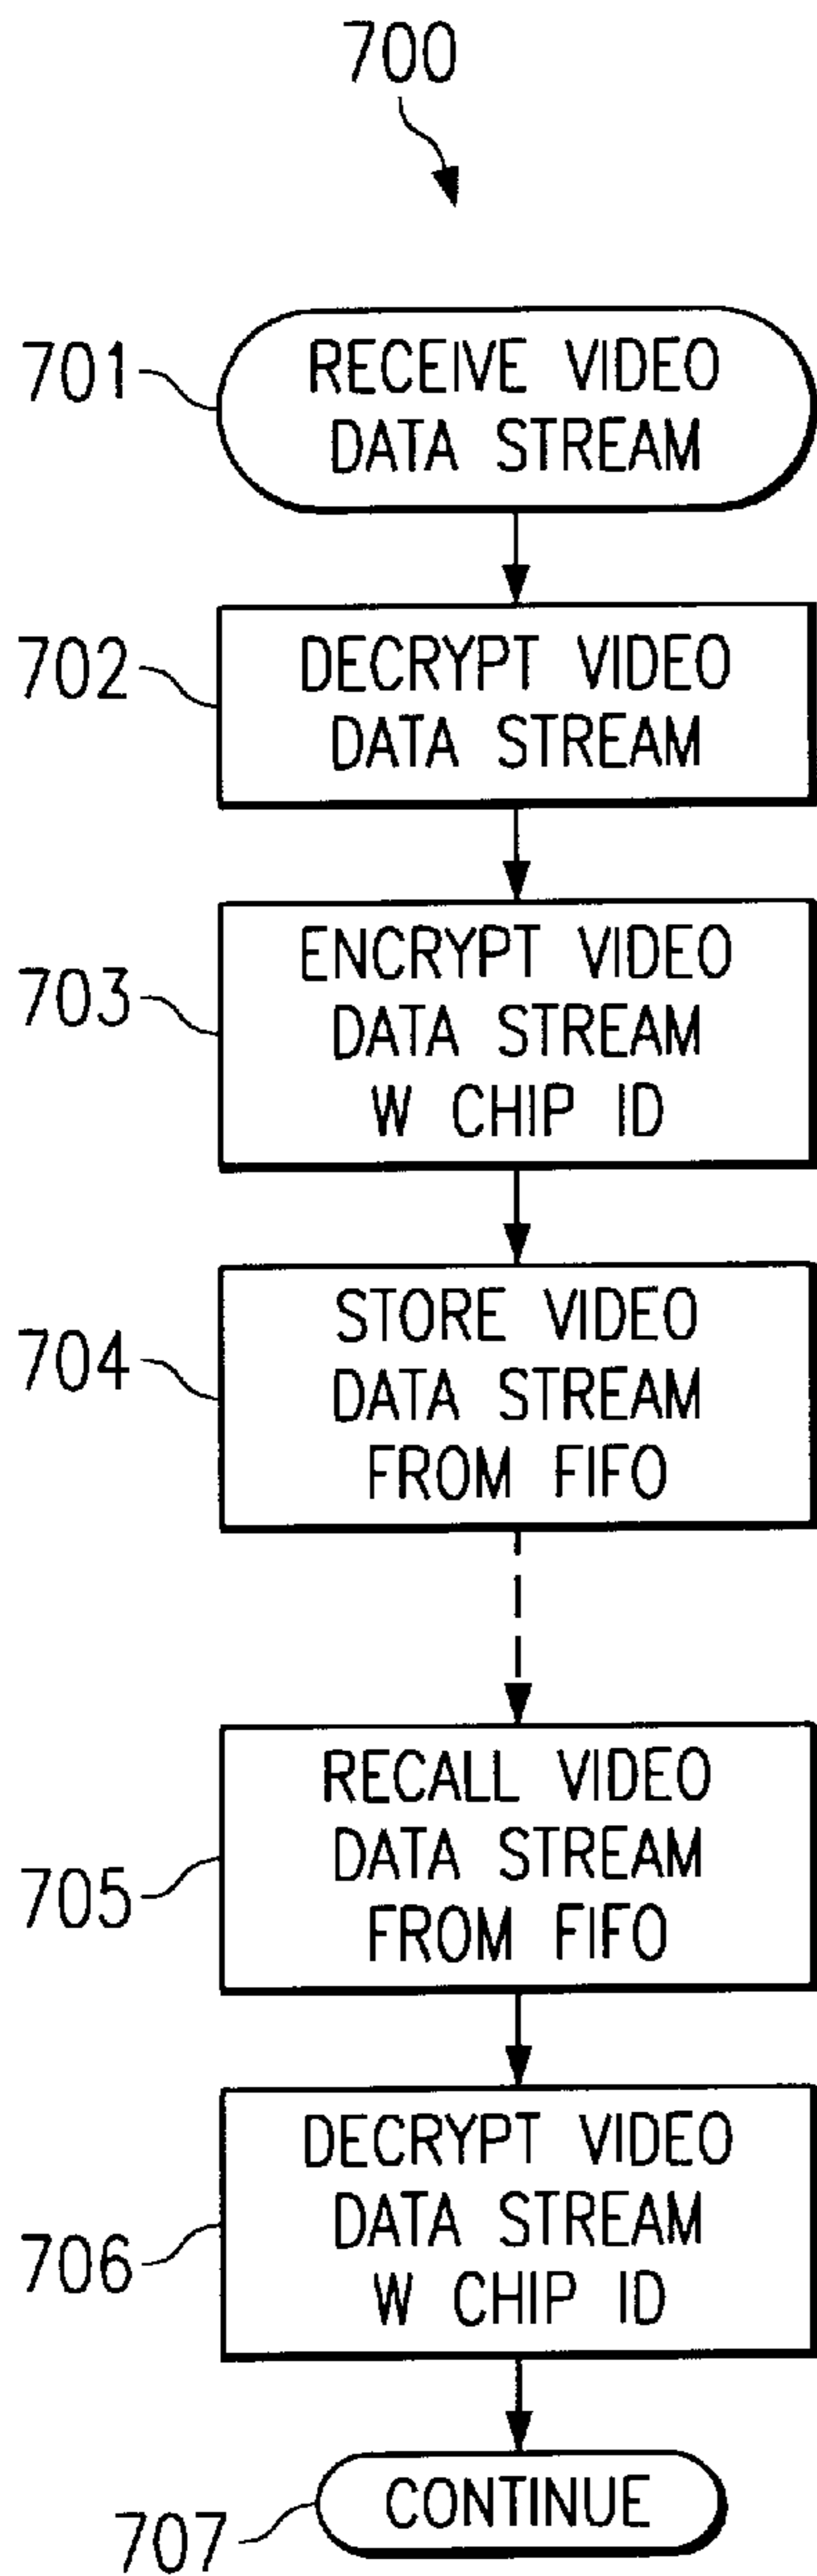 700
701
RECEIVE VIDEO
DATA STREAM
702
DECRYPT VIDEO
DATA STREAM
703
ENCRYPT VIDEO
DATA STREAM
W CHIP ID
704
STORE VIDEO
DATA STREAM
FROM FIFO
705
RECALL VIDEO
DATA STREAM
FROM FIFO
706
DECRYPT VIDEO
DATA STREAM
W CHIP ID
707
CONTINUE